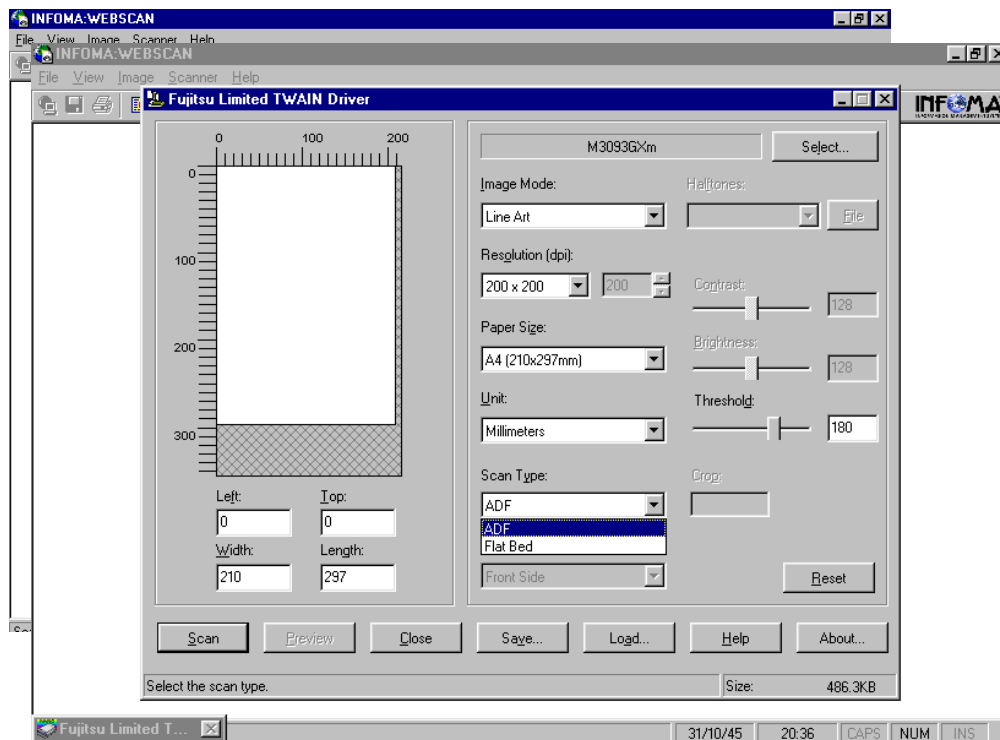 INFOMA:WEBSCAN
File View Image Scanner Help
INFOMA:WEBSCAN
File View Image Scanner Help
INFOMA
Fujitsu Limited TWAIN Driver
0 100 200
0
100
200
300
M3093GXm
Select...
Image Mode:
Halftones:
Line Art
File
Resolution (dpi):
200 x 200
200
Contrast:
128
Paper Size:
Brightness:
A4 (210x297mm)
128
Unit:
Threshold:
Millimeters
180
Scan Type:
Crop:
ADF
ADF
Flat Bed
Front Side
Reset
Left:
Top:
0
0
Width:
Length:
210
297
Scan
Preview
Close
Save...
Load...
Help
About...
Select the scan type.
Size:
486.3KB
Fujitsu Limited T...
31/10/45
20:36
CAPS
NUM
INS